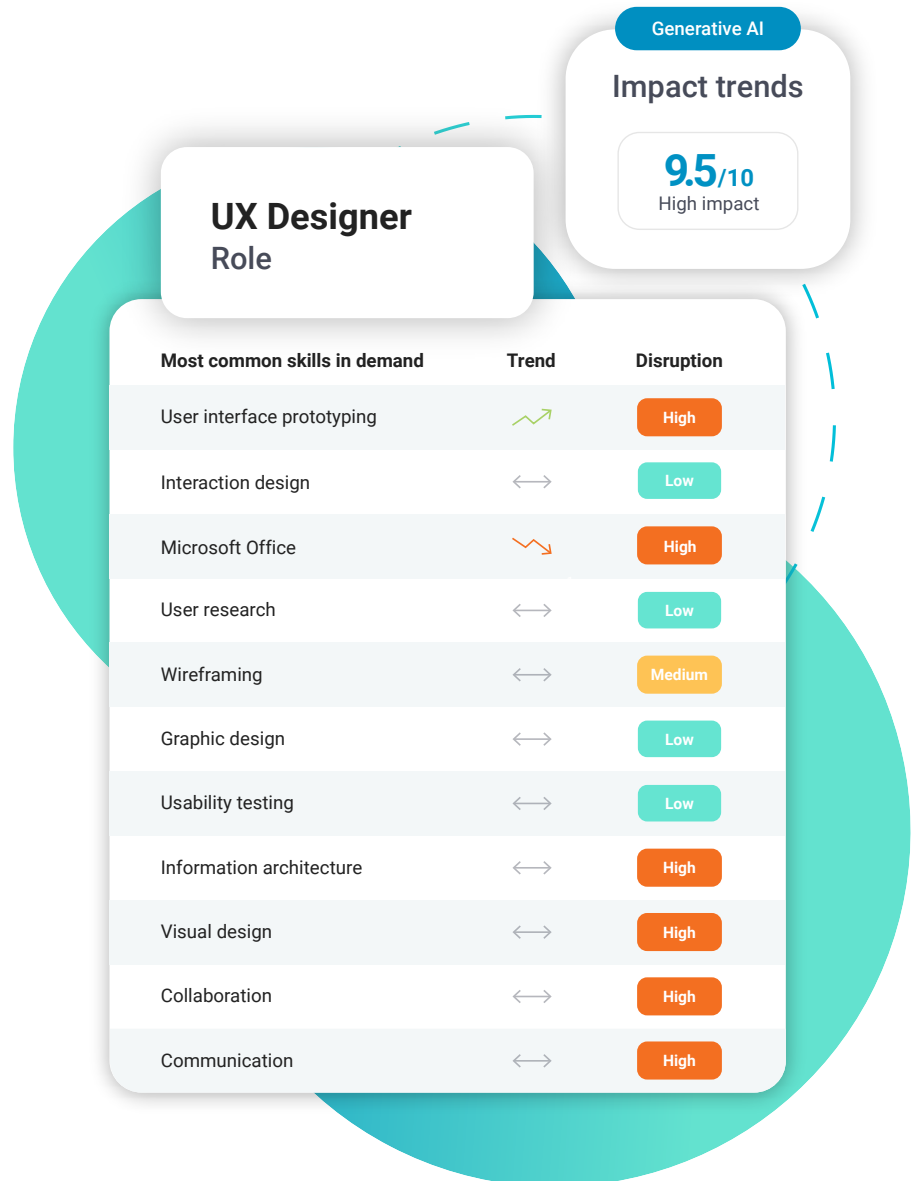 Generative AI
Impact trends
9.5/10
High impact
UX Designer
Role
Most common skills in demand Trend Disruption
User interface prototyping High
Interaction design Low
Microsoft Office High
User research Low
Wireframing Medium
Graphic design Low
Usability testing Low
Information architecture High
Visual design High
Collaboration High
Communication High